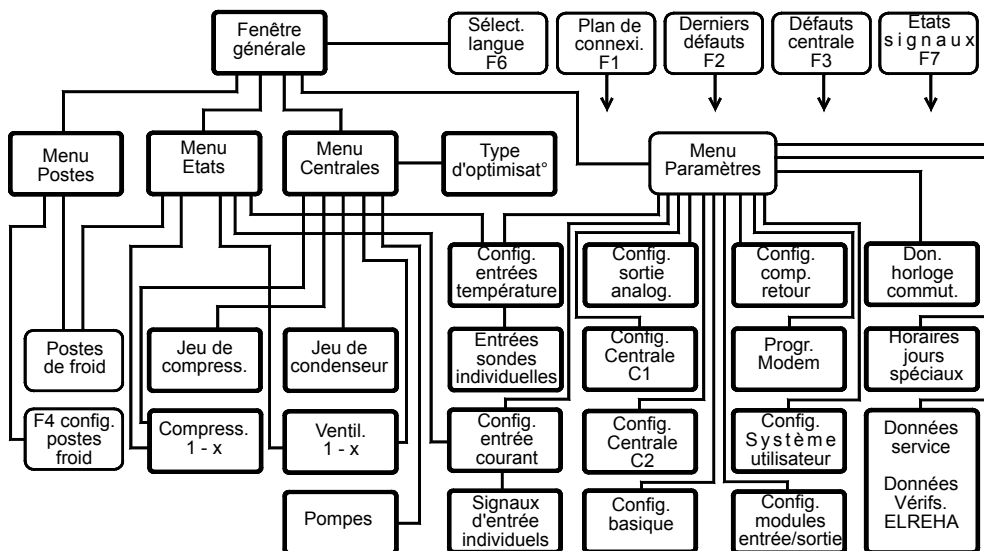 Fenêtre
générale
Sélect.
langue
F6
Plan de
connexi.
F1
Derniers
défauts
F2
Défauts
centrale
F3
Etats
signaux
F7
Menu
Postes
Menu
Etats
Menu
Centrales
Type
d'optimisat°
Menu
Paramètres
Config.
entrées
température
Config.
sortie
analog.
Config.
comp.
retour
Don.
horloge
commut.
Postes
de froid
Jeu de
compress.
Jeu de
condenseur
Entrées
sondes
individuelles
Config.
Centrale
C1
Progr.
Modem
Horaires
jours
spéciaux
F4 config.
postes
froid
Compress.
1 - x
Ventil.
1 - x
Config.
entrée
courant
Config.
Centrale
C2
Config.
Système
utilisateur
Données
service
Données
Vérifs.
ELREHA
Pompes
Signaux
d'entrée
individuels
Config.
basique
Config.
modules
entrée/sortie